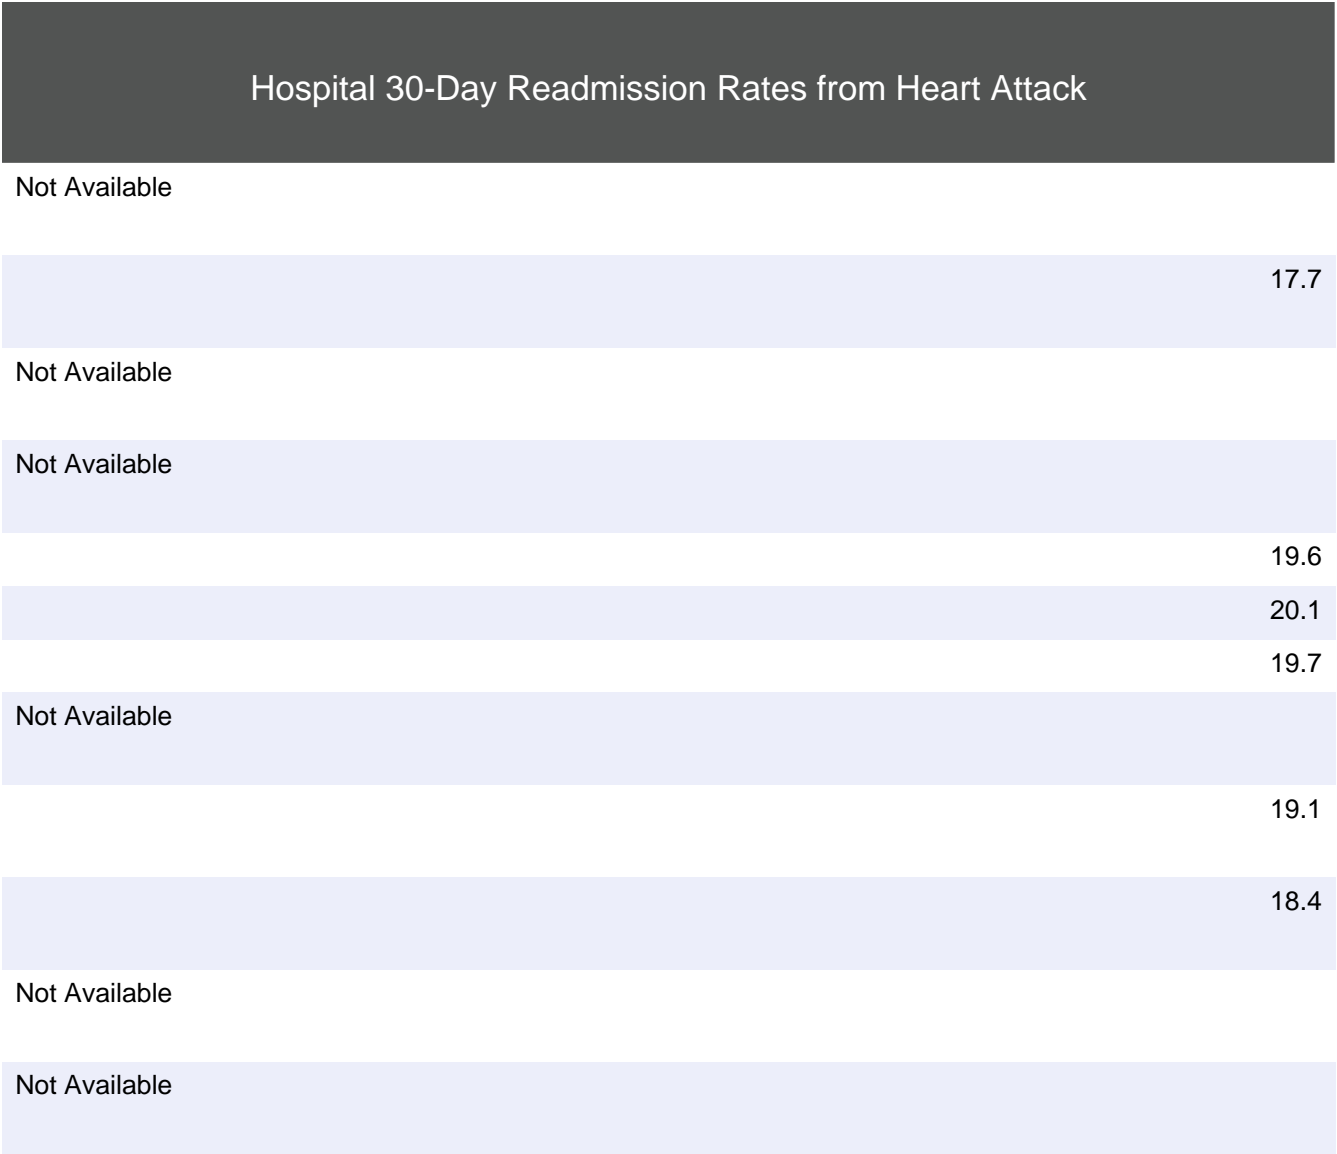 Hospital 30-Day Readmission Rates from Heart Attack
Not Available
17.7
Not Available
Not Available
19.6
20.1
19.7
Not Available
19.1
18.4
Not Available
Not Available